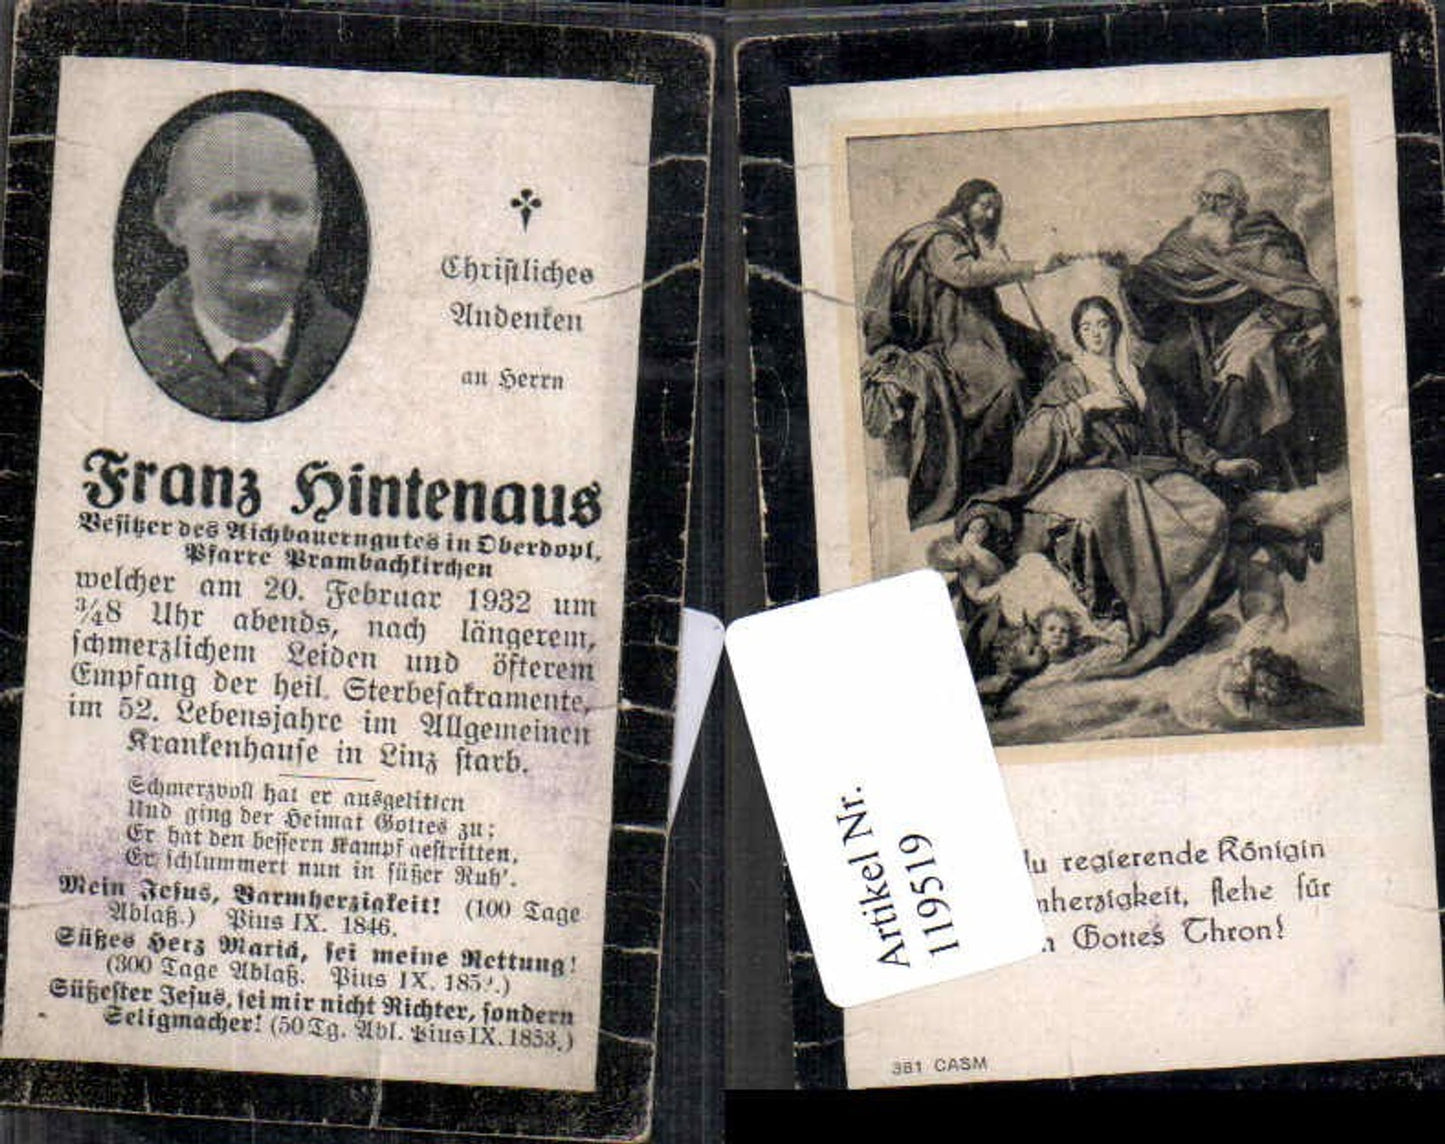 Christliches
Andenken
an Herrn
Franz Hintenaus
Besitzer des Aichbauerngutes in Oberdopl,
Pfarre Prambachkirchen
welcher am 20. Februar 1932 um
¾8 Uhr abends, nach längerem,
schmerzlichem Leiden und öfterem
Empfang der heil. Sterbesakramente,
im 52. Lebensjahre im Allgemeinen
Krankenhause in Linz starb.
Schmerzvoll hat er ausgelitten
Und ging der Heimat Gottes zu;
Er hat den bessern Kampf gestritten,
Er schlummert nun in süßer Ruh'.
Mein Jesus, Barmherzigkeit! (100 Tage
Ablaß.) Pius IX. 1846.
Süßes Herz Mariä, sei meine Rettung!
(300 Tage Ablaß. Pius IX.
Süßester Jesus, sei mir nicht Richter, sondern
Seligmacher! (50 Tg. Abl. Pius IX. 1853.)
du regierende Königin
nherzigkeit, flehe für
n Gottes Thron!
Artikel Nr.
119519
381 CASM